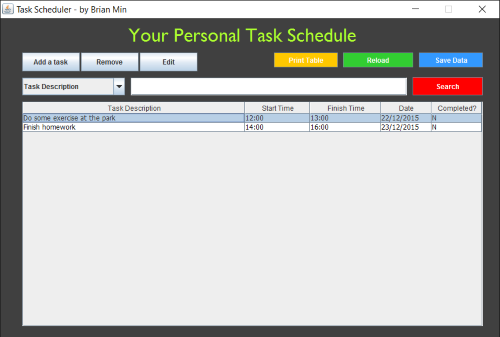 Task Scheduler - by Brian Min
Your Personal Task Schedule
Add a task Remove Edit Print Table Reload Save Data
Task Description Search
Task Description Start Time Finish Time Date Completed?
Do some exercise at the park 12:00 13:00 22/12/2015 N
Finish homework 14:00 16:00 23/12/2015 N